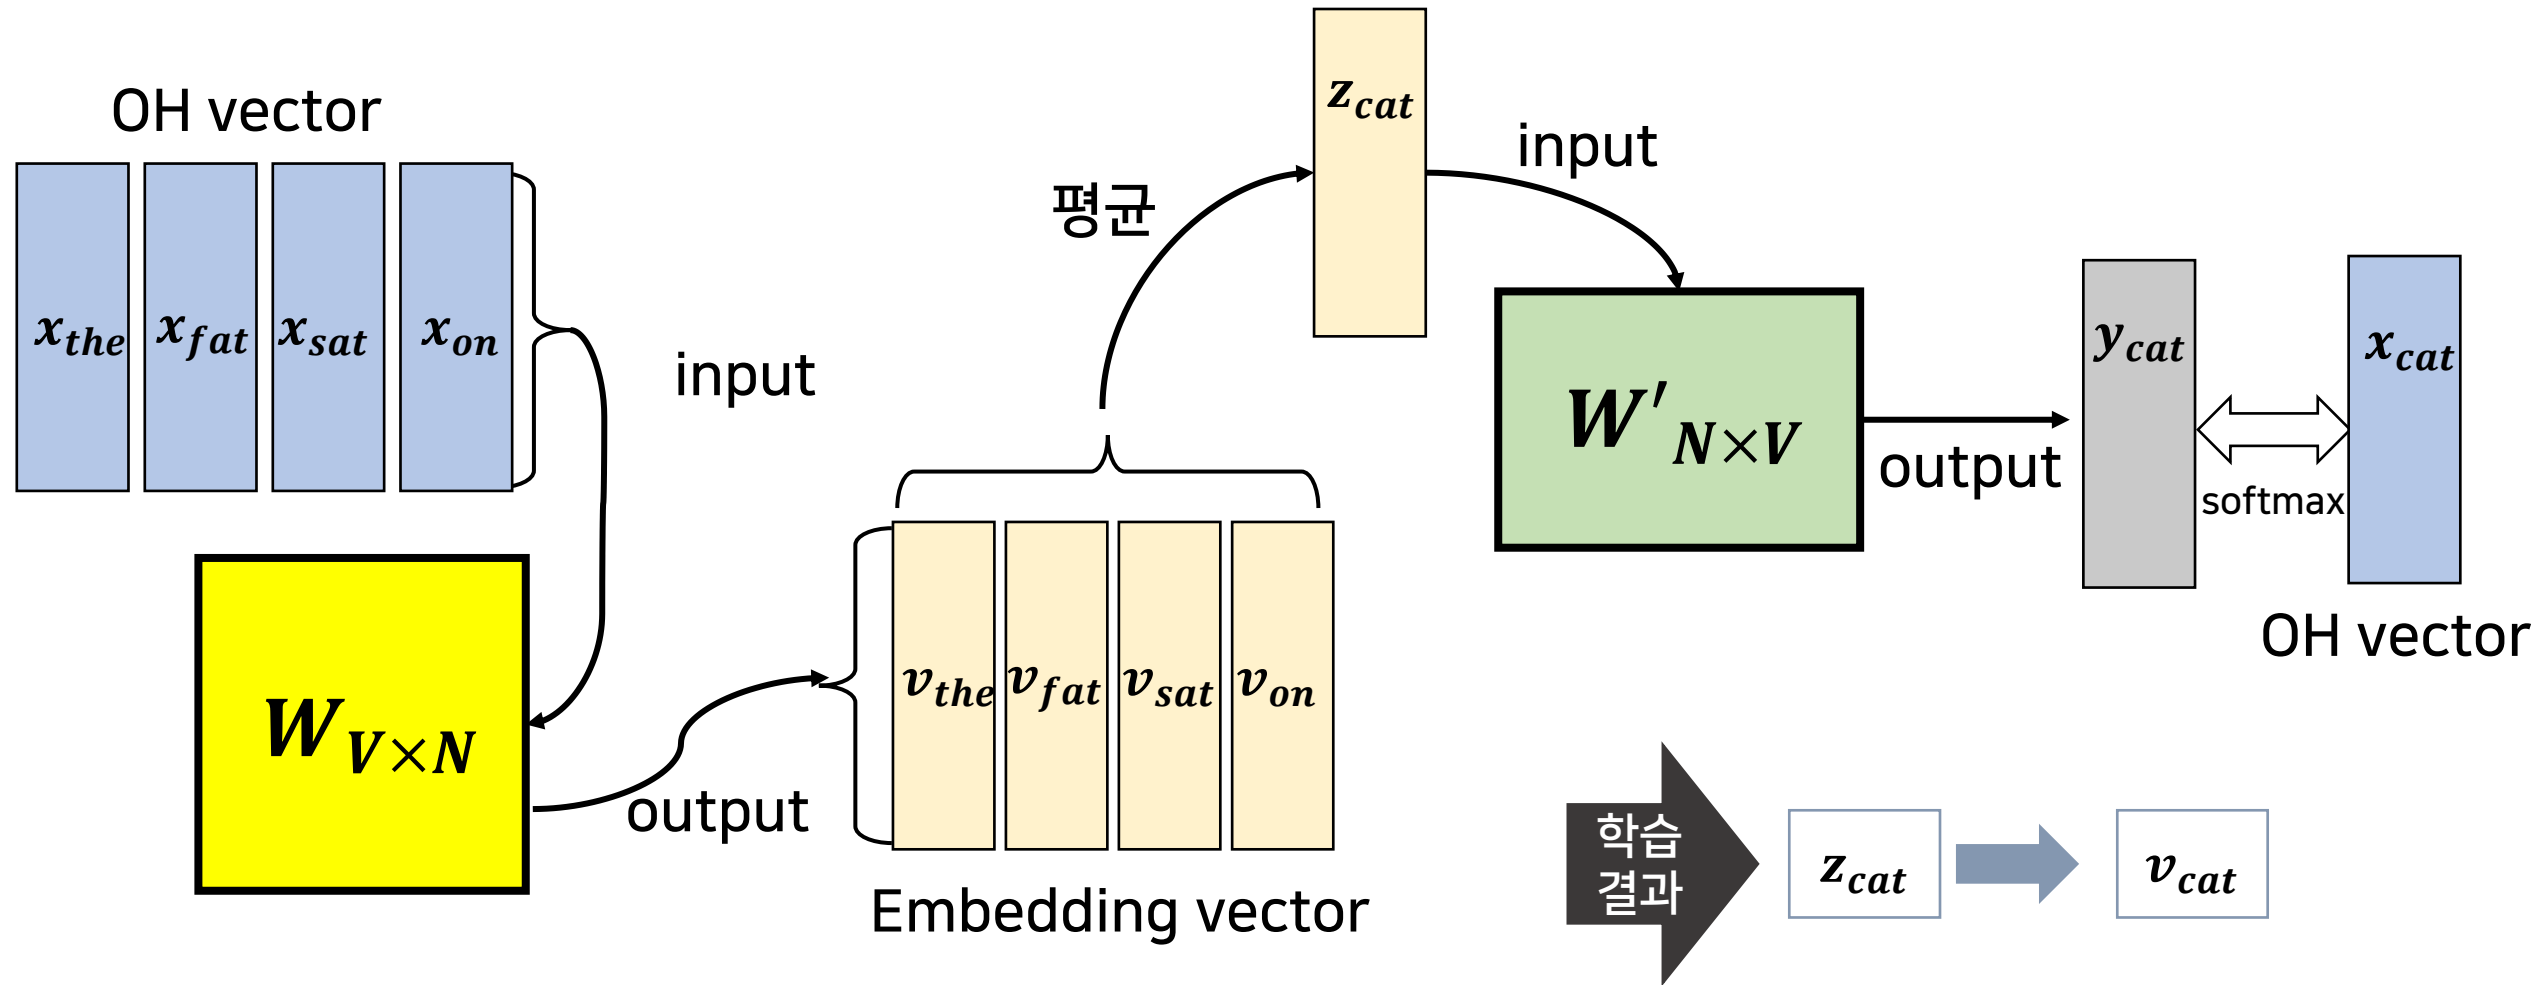 OH vector
x_the x_fat x_sat x_on
input
W_V×N
output
v_the v_fat v_sat v_on
Embedding vector
평균
z_cat
input
W'_N×V
output
y_cat
softmax
x_cat
OH vector
학습
결과
z_cat
v_cat